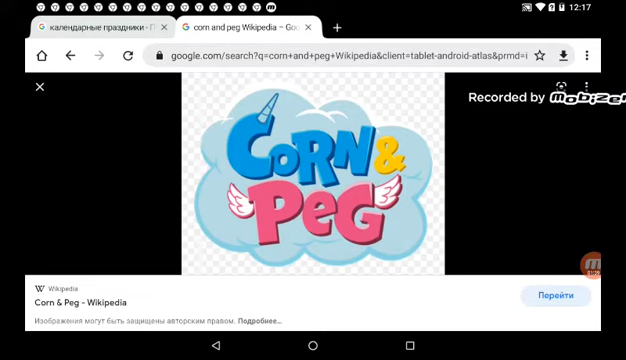 12:17
календарные праздники - П
corn and peg Wikipedia – Goo
google.com/search?q=corn+and+peg+Wikipedia&client=tablet-android-atlas&prmd=i
Recorded by
mobizen
CORN &
PEG
Wikipedia
Corn & Peg - Wikipedia
Перейти
Изображения могут быть защищены авторским правом. Подробнее…